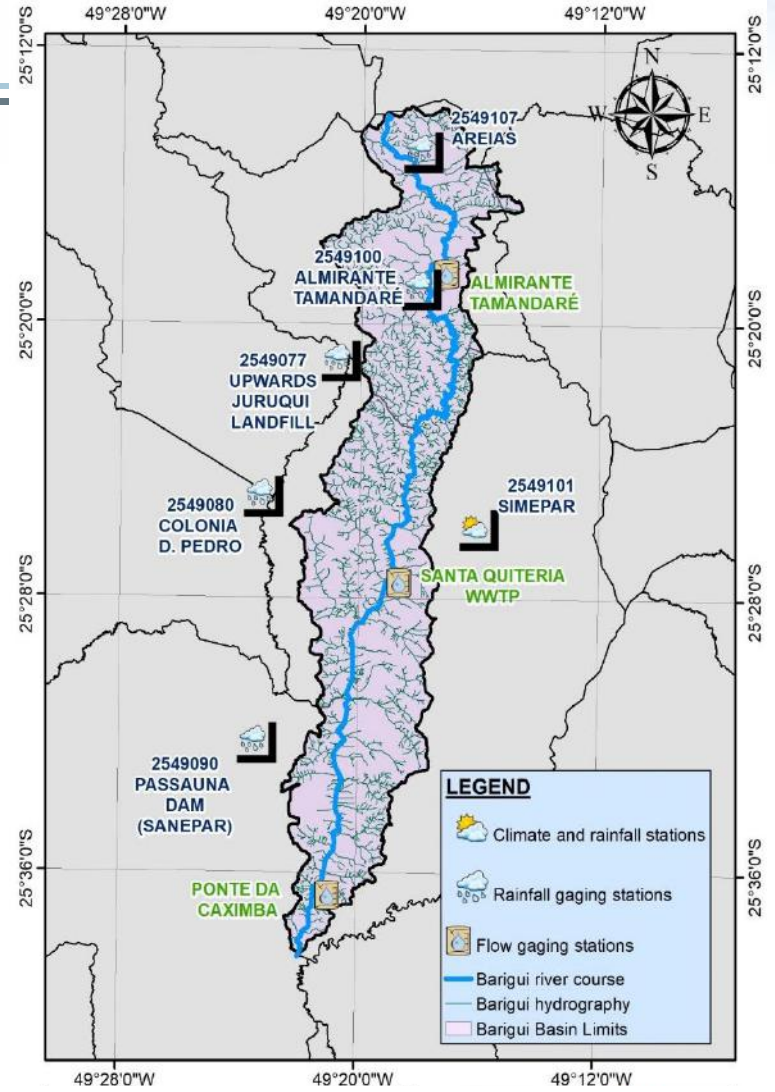 49°28'0"W 49°20'0"W 49°12'0"W
25°12'0"S 25°12'0"S
N
W E
S
2549107
AREIAS
2549100
ALMIRANTE
TAMANDARÉ
ALMIRANTE
TAMANDARÉ
25°20'0"S 25°20'0"S
2549077
UPWARDS
JURUQUI
LANDFILL
2549080
COLONIA
D. PEDRO
2549101
SIMEPAR
SANTA QUITERIA
WWTP
25°28'0"S 25°28'0"S
2549090
PASSAUNA
DAM
(SANEPAR)
PONTE DA
CAXIMBA
25°36'0"S 25°36'0"S
LEGEND
Climate and rainfall stations
Rainfall gaging stations
Flow gaging stations
Barigui river course
Barigui hydrography
Barigui Basin Limits
49°28'0"W 49°20'0"W 49°12'0"W